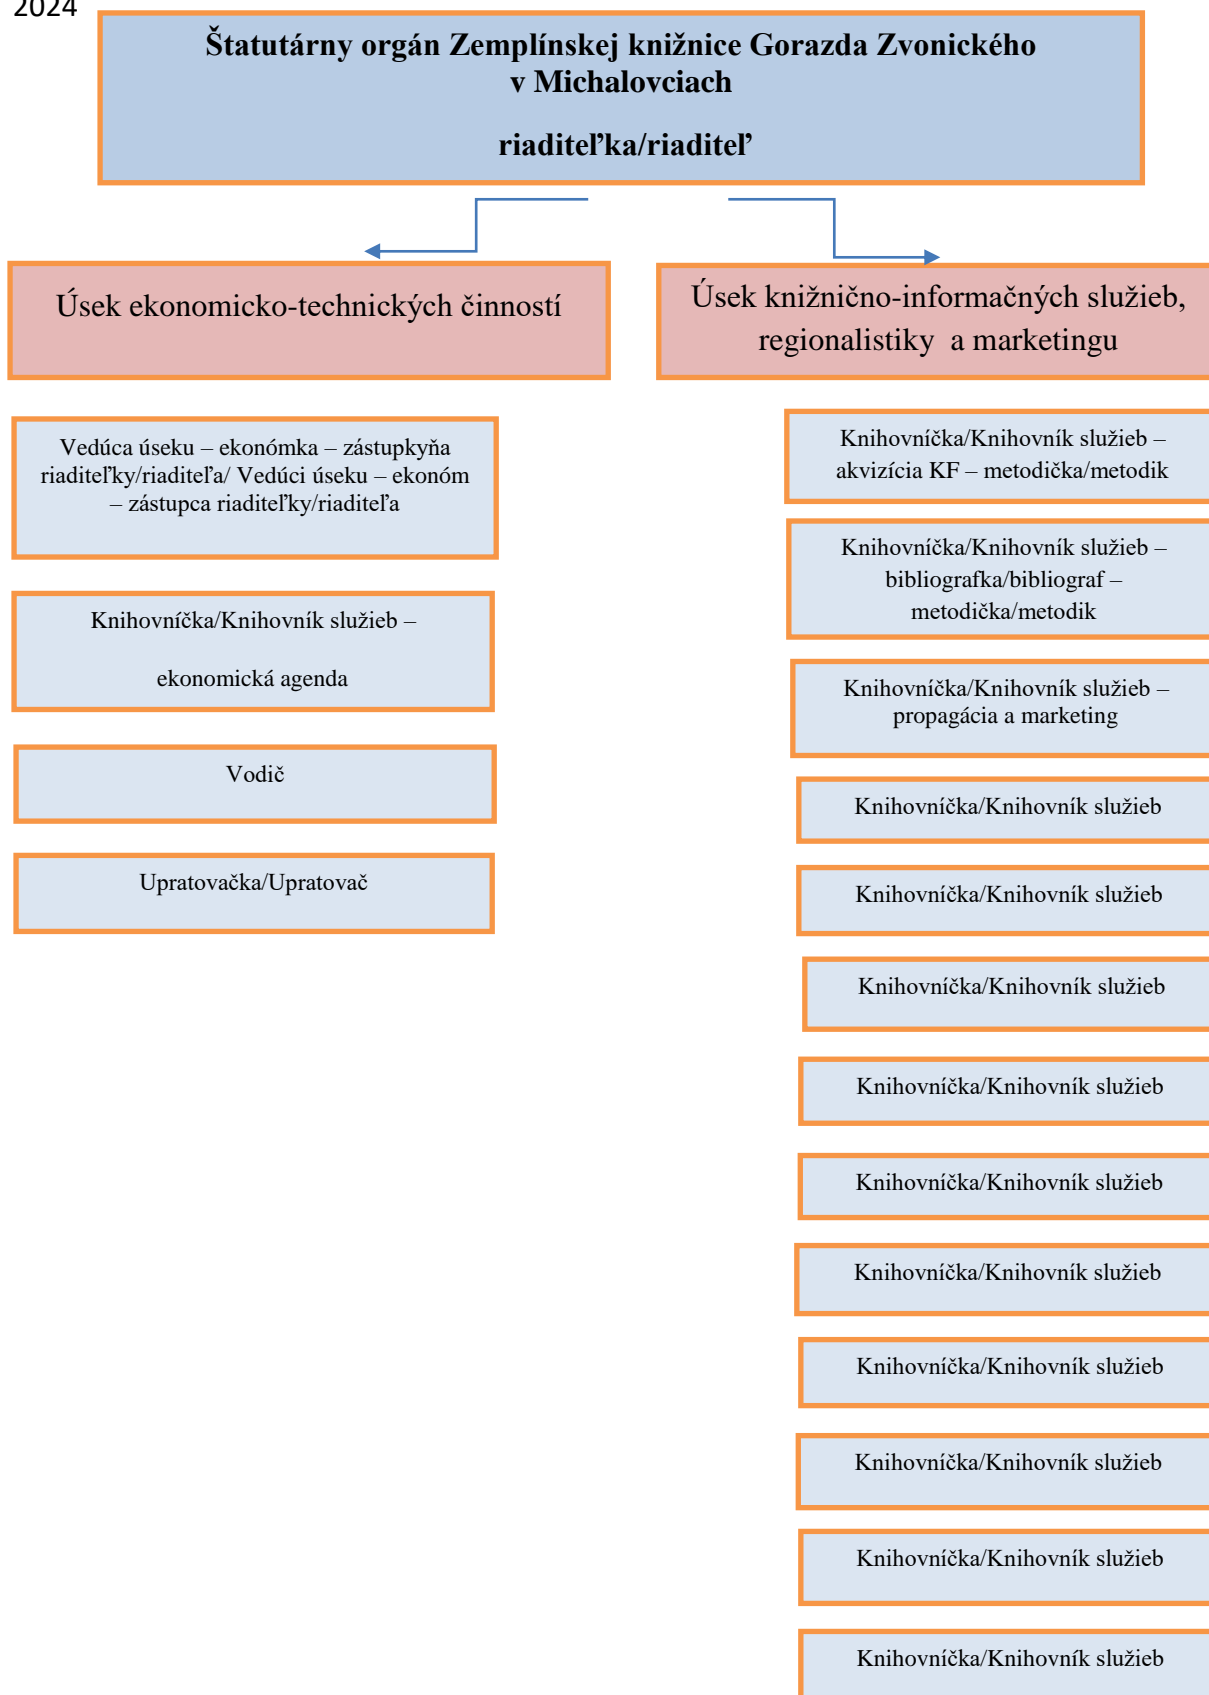 2024
Štatutárny orgán Zemplínskej knižnice Gorazda Zvonického
v Michalovciach
riaditeľka/riaditeľ
Úsek ekonomicko-technických činností
Úsek knižnično-informačných služieb,
regionalistiky a marketingu
Vedúca úseku – ekonómka – zástupkyňa
riaditeľky/riaditeľa/ Vedúci úseku – ekonóm
– zástupca riaditeľky/riaditeľa
Knihovníčka/Knihovník služieb –
ekonomická agenda
Vodič
Upratovačka/Upratovač
Knihovníčka/Knihovník služieb –
akvizícia KF – metodička/metodik
Knihovníčka/Knihovník služieb –
bibliografka/bibliograf –
metodička/metodik
Knihovníčka/Knihovník služieb –
propagácia a marketing
Knihovníčka/Knihovník služieb
Knihovníčka/Knihovník služieb
Knihovníčka/Knihovník služieb
Knihovníčka/Knihovník služieb
Knihovníčka/Knihovník služieb
Knihovníčka/Knihovník služieb
Knihovníčka/Knihovník služieb
Knihovníčka/Knihovník služieb
Knihovníčka/Knihovník služieb
Knihovníčka/Knihovník služieb